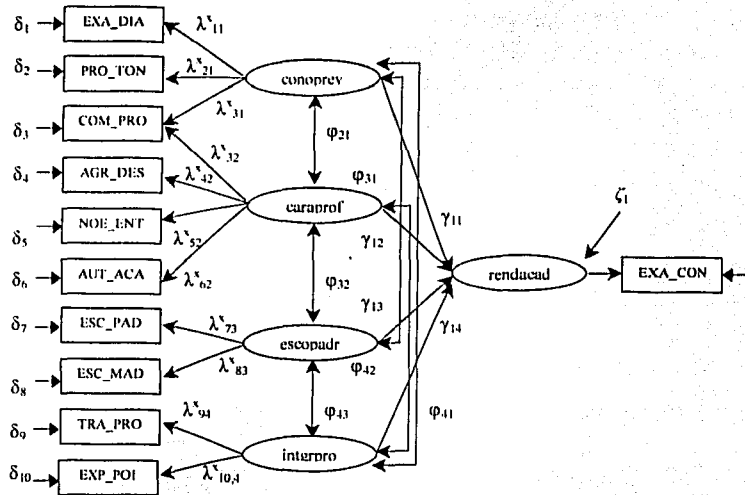 δ₁ EXA_DIA
λˣ₁₁
δ₂ PRO_TON
λˣ₂₁
conoprev
λˣ₃₁
δ₃ COM_PRO
λˣ₃₂
φ₂₁
δ₄ AGR_DES
λˣ₄₂
φ₃₁
caraprof
γ₁₁
ζ₁
δ₅ NOE_ENT
λˣ₅₂
γ₁₂
δ₆ AUT_ACA
λˣ₆₂
φ₃₂
rendacad
EXA_CON
γ₁₃
δ₇ ESC_PAD
λˣ₇₃
γ₁₄
escopadr
φ₄₂
δ₈ ESC_MAD
λˣ₈₃
φ₄₃
φ₄₁
δ₉ TRA_PRO
λˣ₉₄
interpro
δ₁₀ EXP_POI
λˣ₁₀,₄